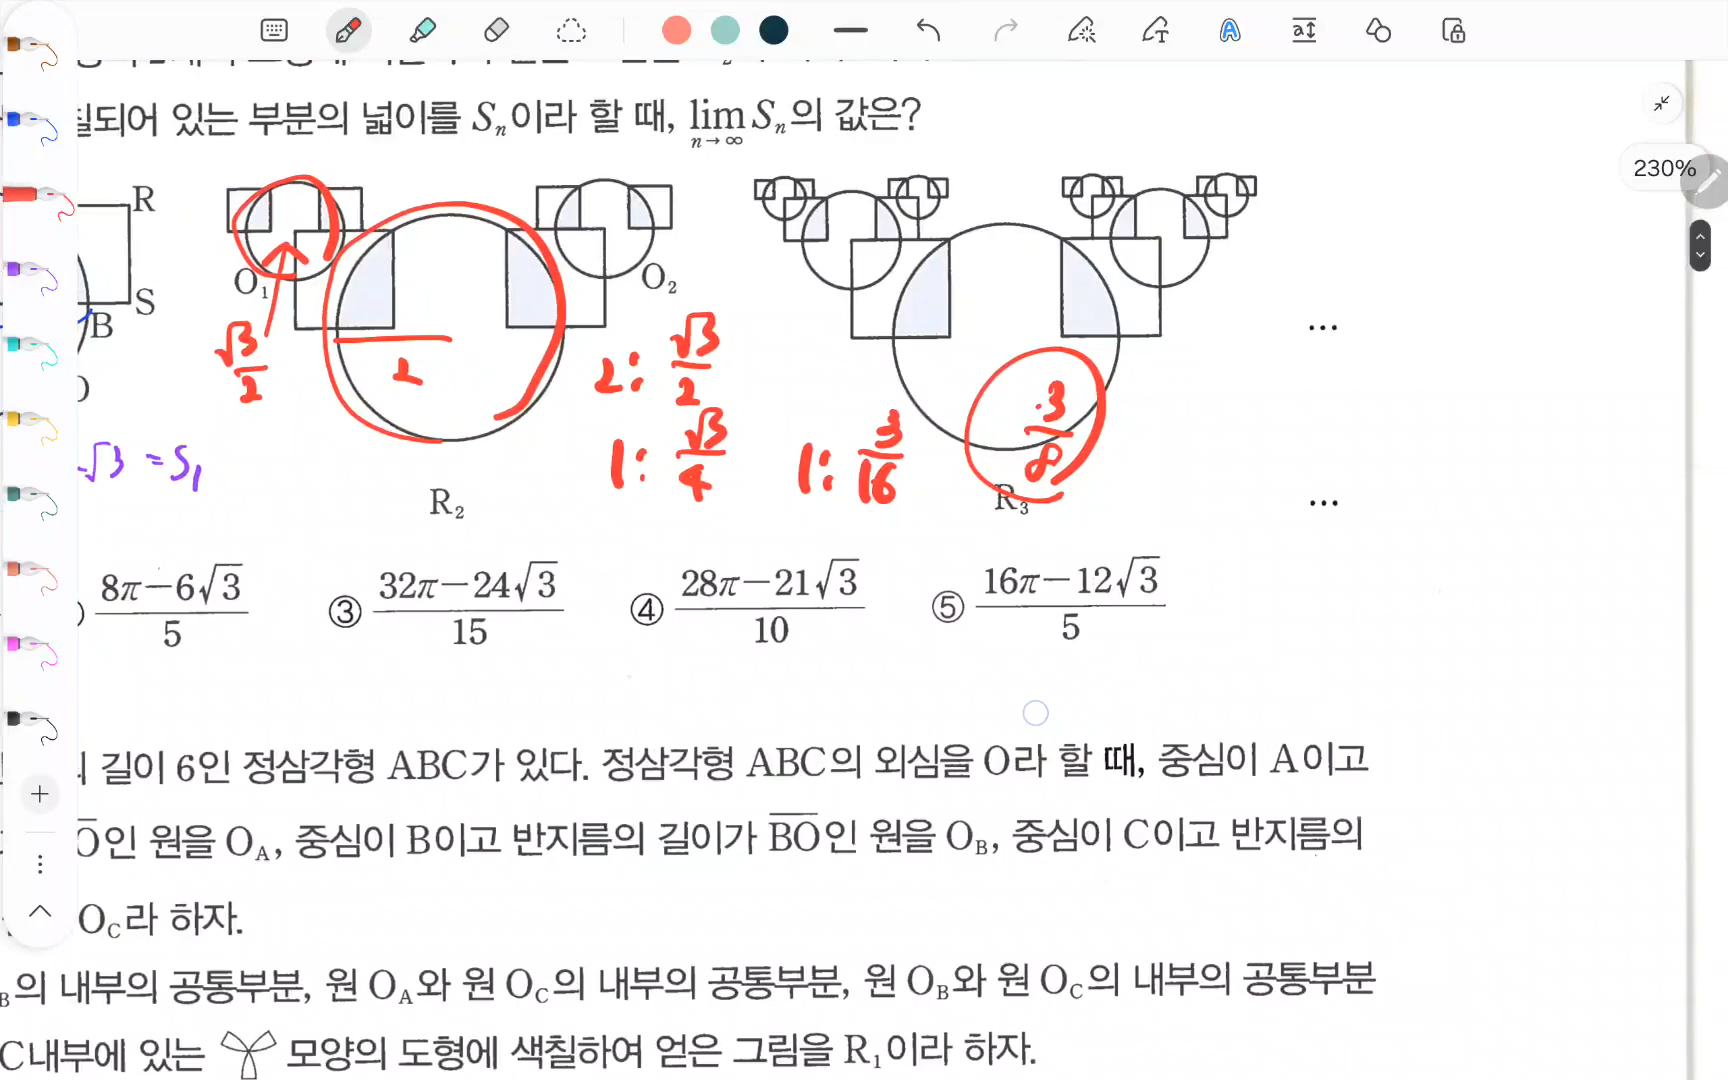 칠되어 있는 부분의 넓이를 Sₙ이라 할 때, lim Sₙ의 값은?
n→∞
230%
R
S
B
O₁
O₂
√3/2
2
2 : √3/2
1 : √3/4
1 : 3/16
3/8
...
√3 = S₁
R₂
R₃
...
8π−6√3/5 ③ 32π−24√3/15 ④ 28π−21√3/10 ⑤ 16π−12√3/5
길이 6인 정삼각형 ABC가 있다. 정삼각형 ABC의 외심을 O라 할 때, 중심이 A이고
O인 원을 O_A, 중심이 B이고 반지름의 길이가 BO인 원을 O_B, 중심이 C이고 반지름의
O_C라 하자.
B의 내부의 공통부분, 원 O_A와 원 O_C의 내부의 공통부분, 원 O_B와 원 O_C의 내부의 공통부분
C내부에 있는 모양의 도형에 색칠하여 얻은 그림을 R₁이라 하자.